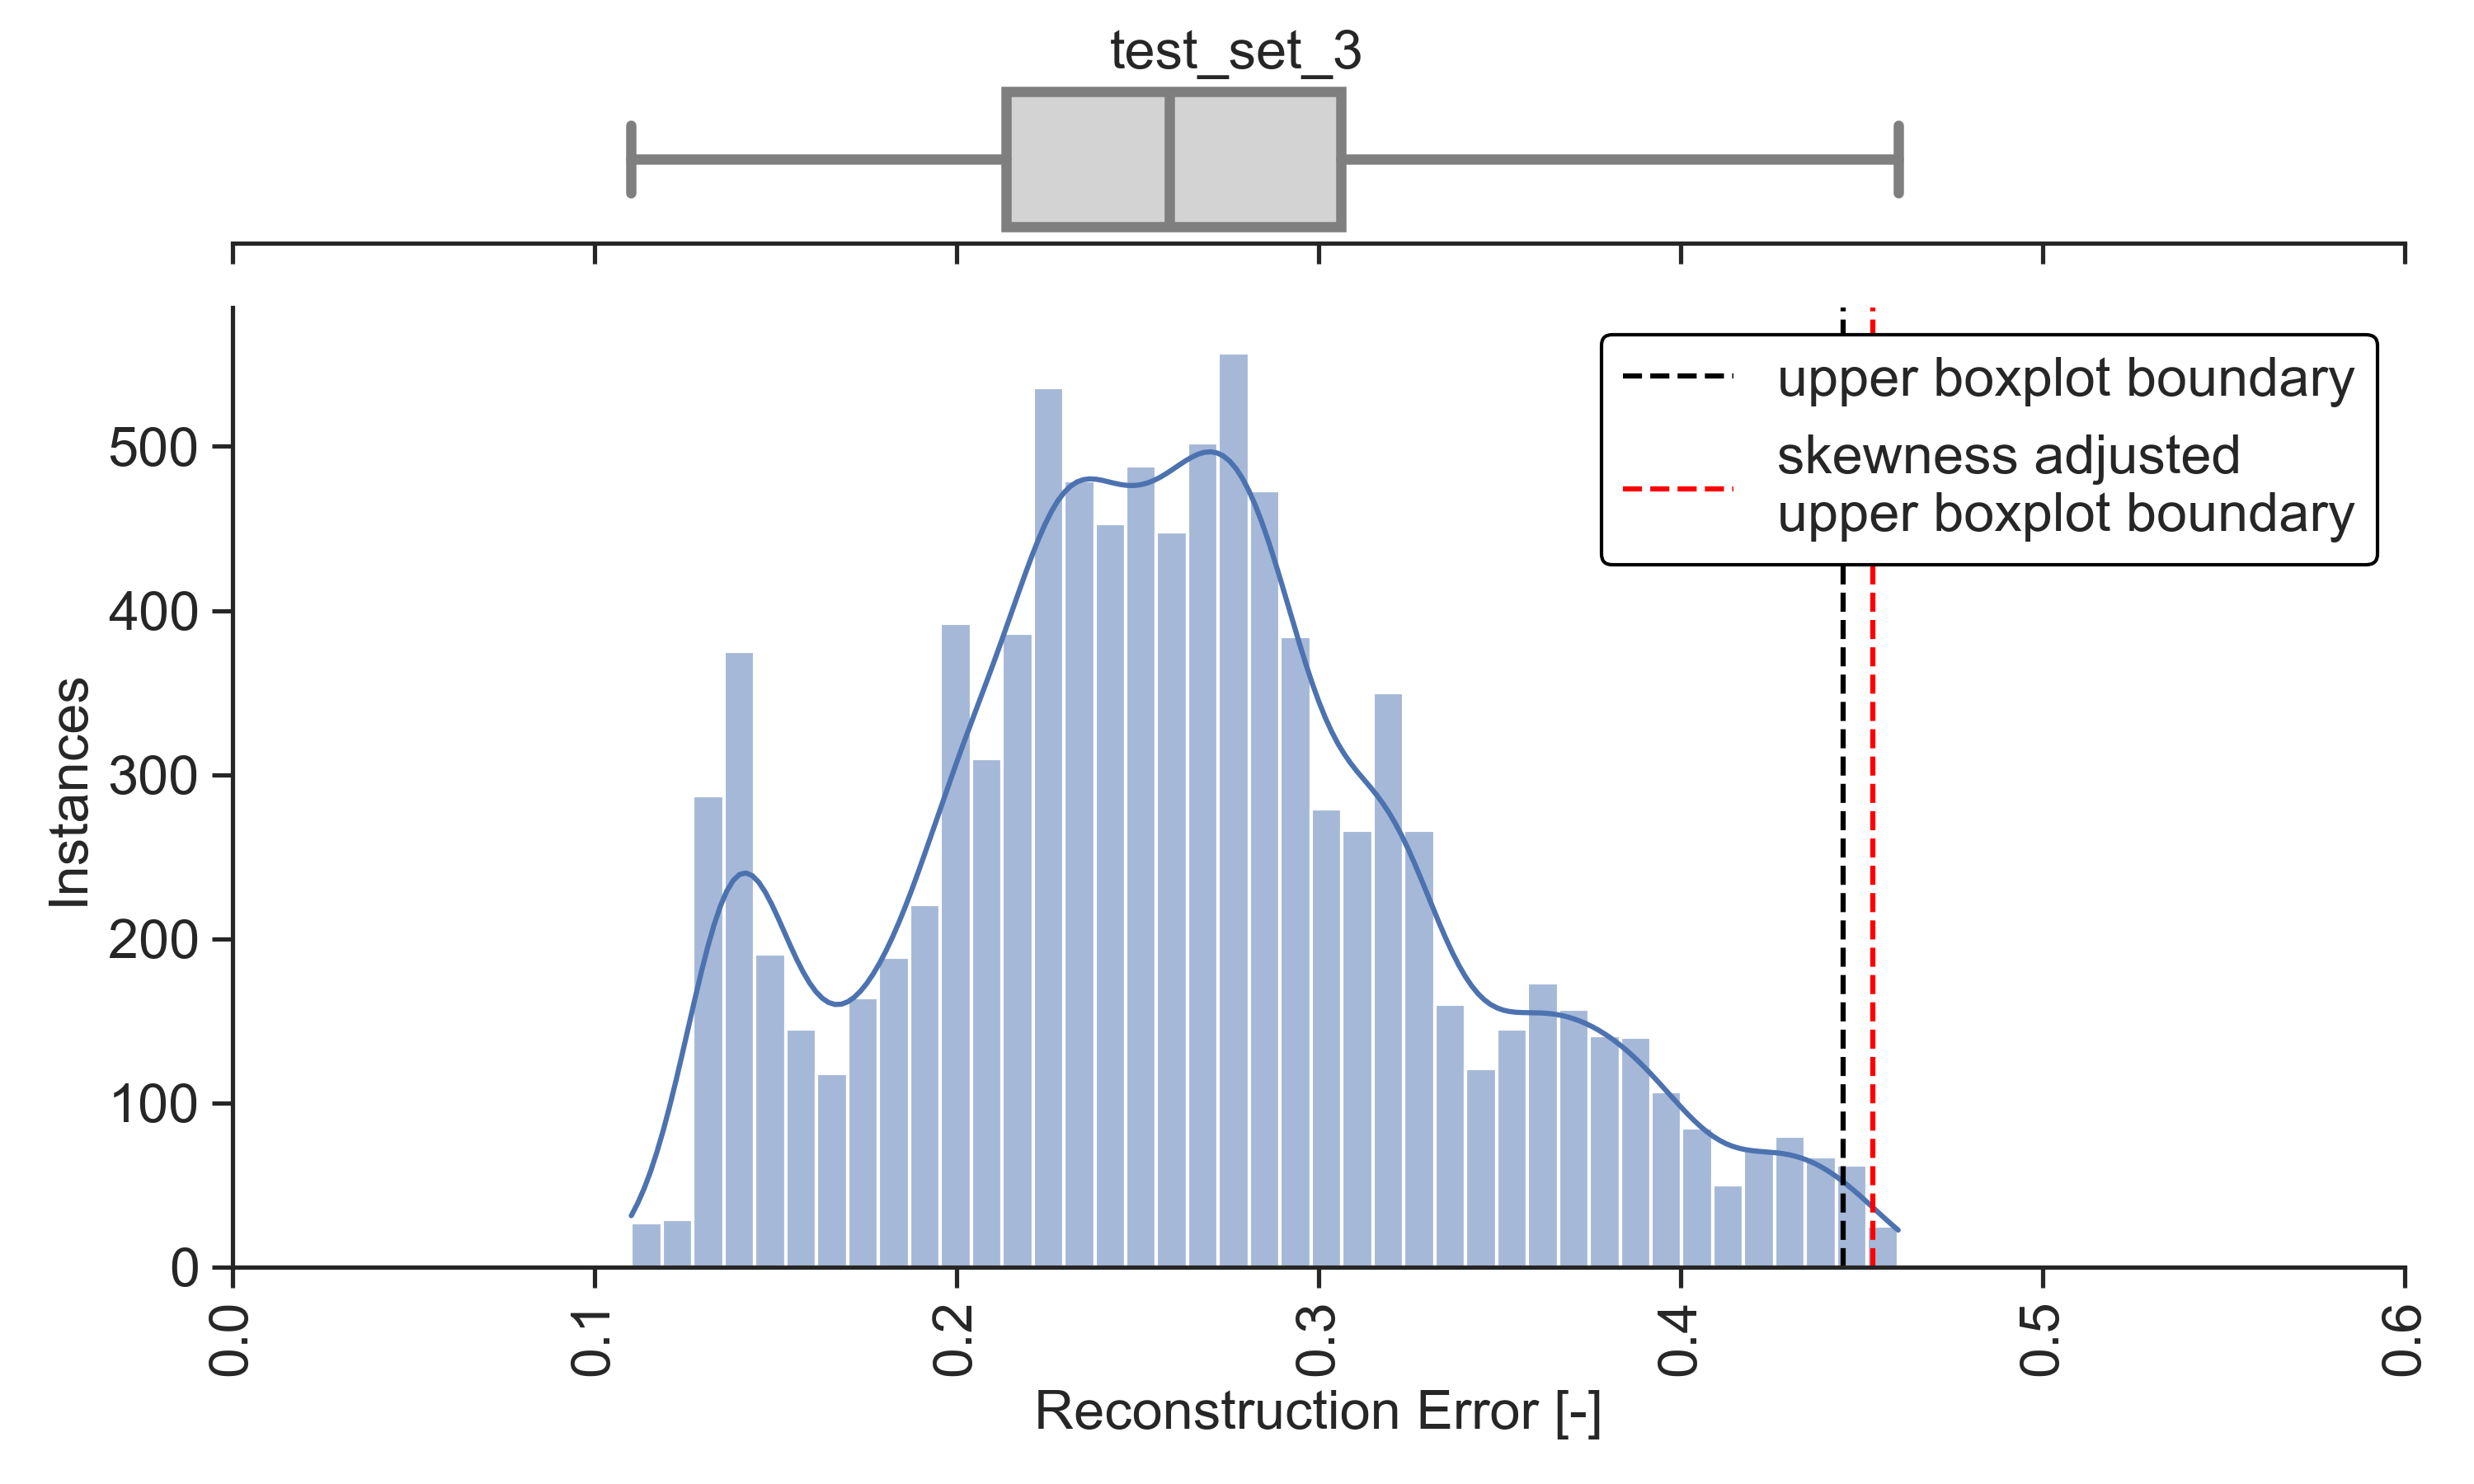 test_set_3
upper boxplot boundary
skewness adjusted
upper boxplot boundary
500
400
300
200
100
0
Instances
0.0
0.1
0.2
0.3
0.4
0.5
0.6
Reconstruction Error [-]